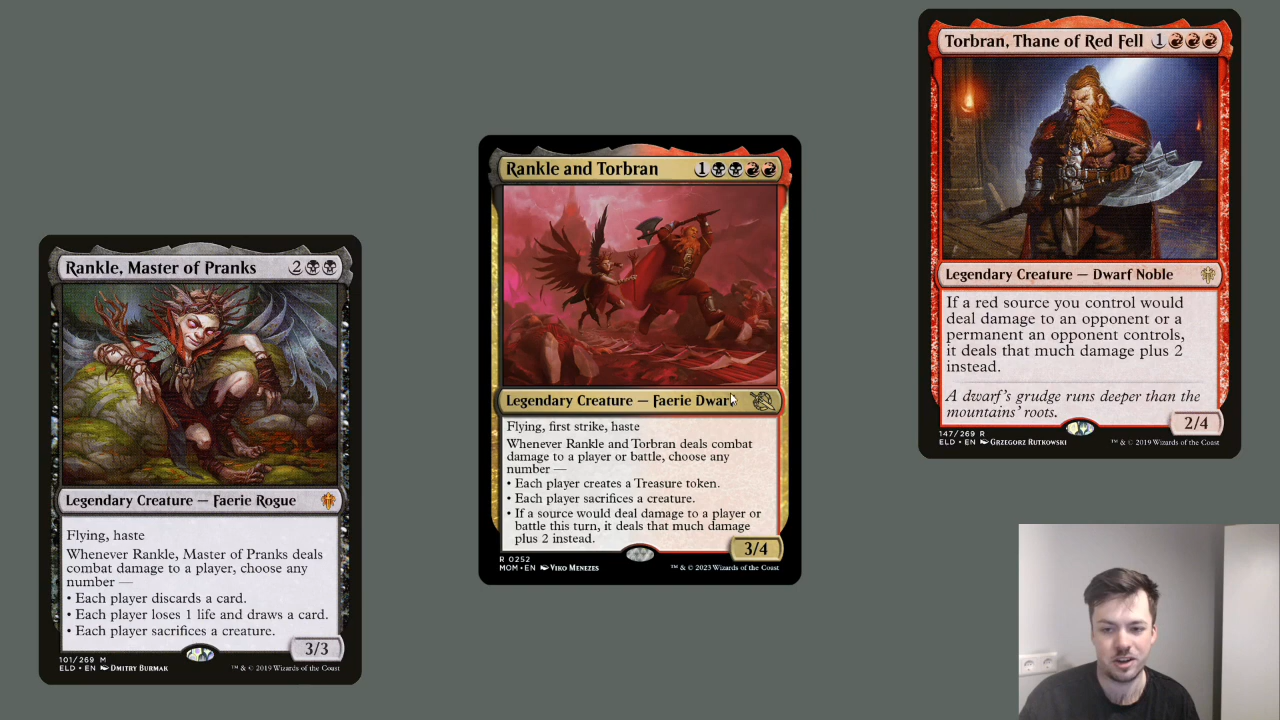 Rankle, Master of Pranks 2
Legendary Creature — Faerie Rogue
Flying, haste
Whenever Rankle, Master of Pranks deals
combat damage to a player, choose any
number —
• Each player discards a card.
• Each player loses 1 life and draws a card.
• Each player sacrifices a creature.
3/3
101/269 M
ELD • EN DMITRY BURMAK
™ & © 2019 Wizards of the Coast
Rankle and Torbran 1
Legendary Creature — Faerie Dwarf
Flying, first strike, haste
Whenever Rankle and Torbran deals combat
damage to a player or battle, choose any
number —
• Each player creates a Treasure token.
• Each player sacrifices a creature.
• If a source would deal damage to a player or
battle this turn, it deals that much damage
plus 2 instead.
3/4
R 0252
MOM • EN VIKO MENEZES
™ & © 2023 Wizards of the Coast
Torbran, Thane of Red Fell 1
Legendary Creature — Dwarf Noble
If a red source you control would
deal damage to an opponent or a
permanent an opponent controls,
it deals that much damage plus 2
instead.
A dwarf's grudge runs deeper than the
mountains' roots.
2/4
147/269 R
ELD • EN GRZEGORZ RUTKOWSKI
™ & © 2019 Wizards of the Coast